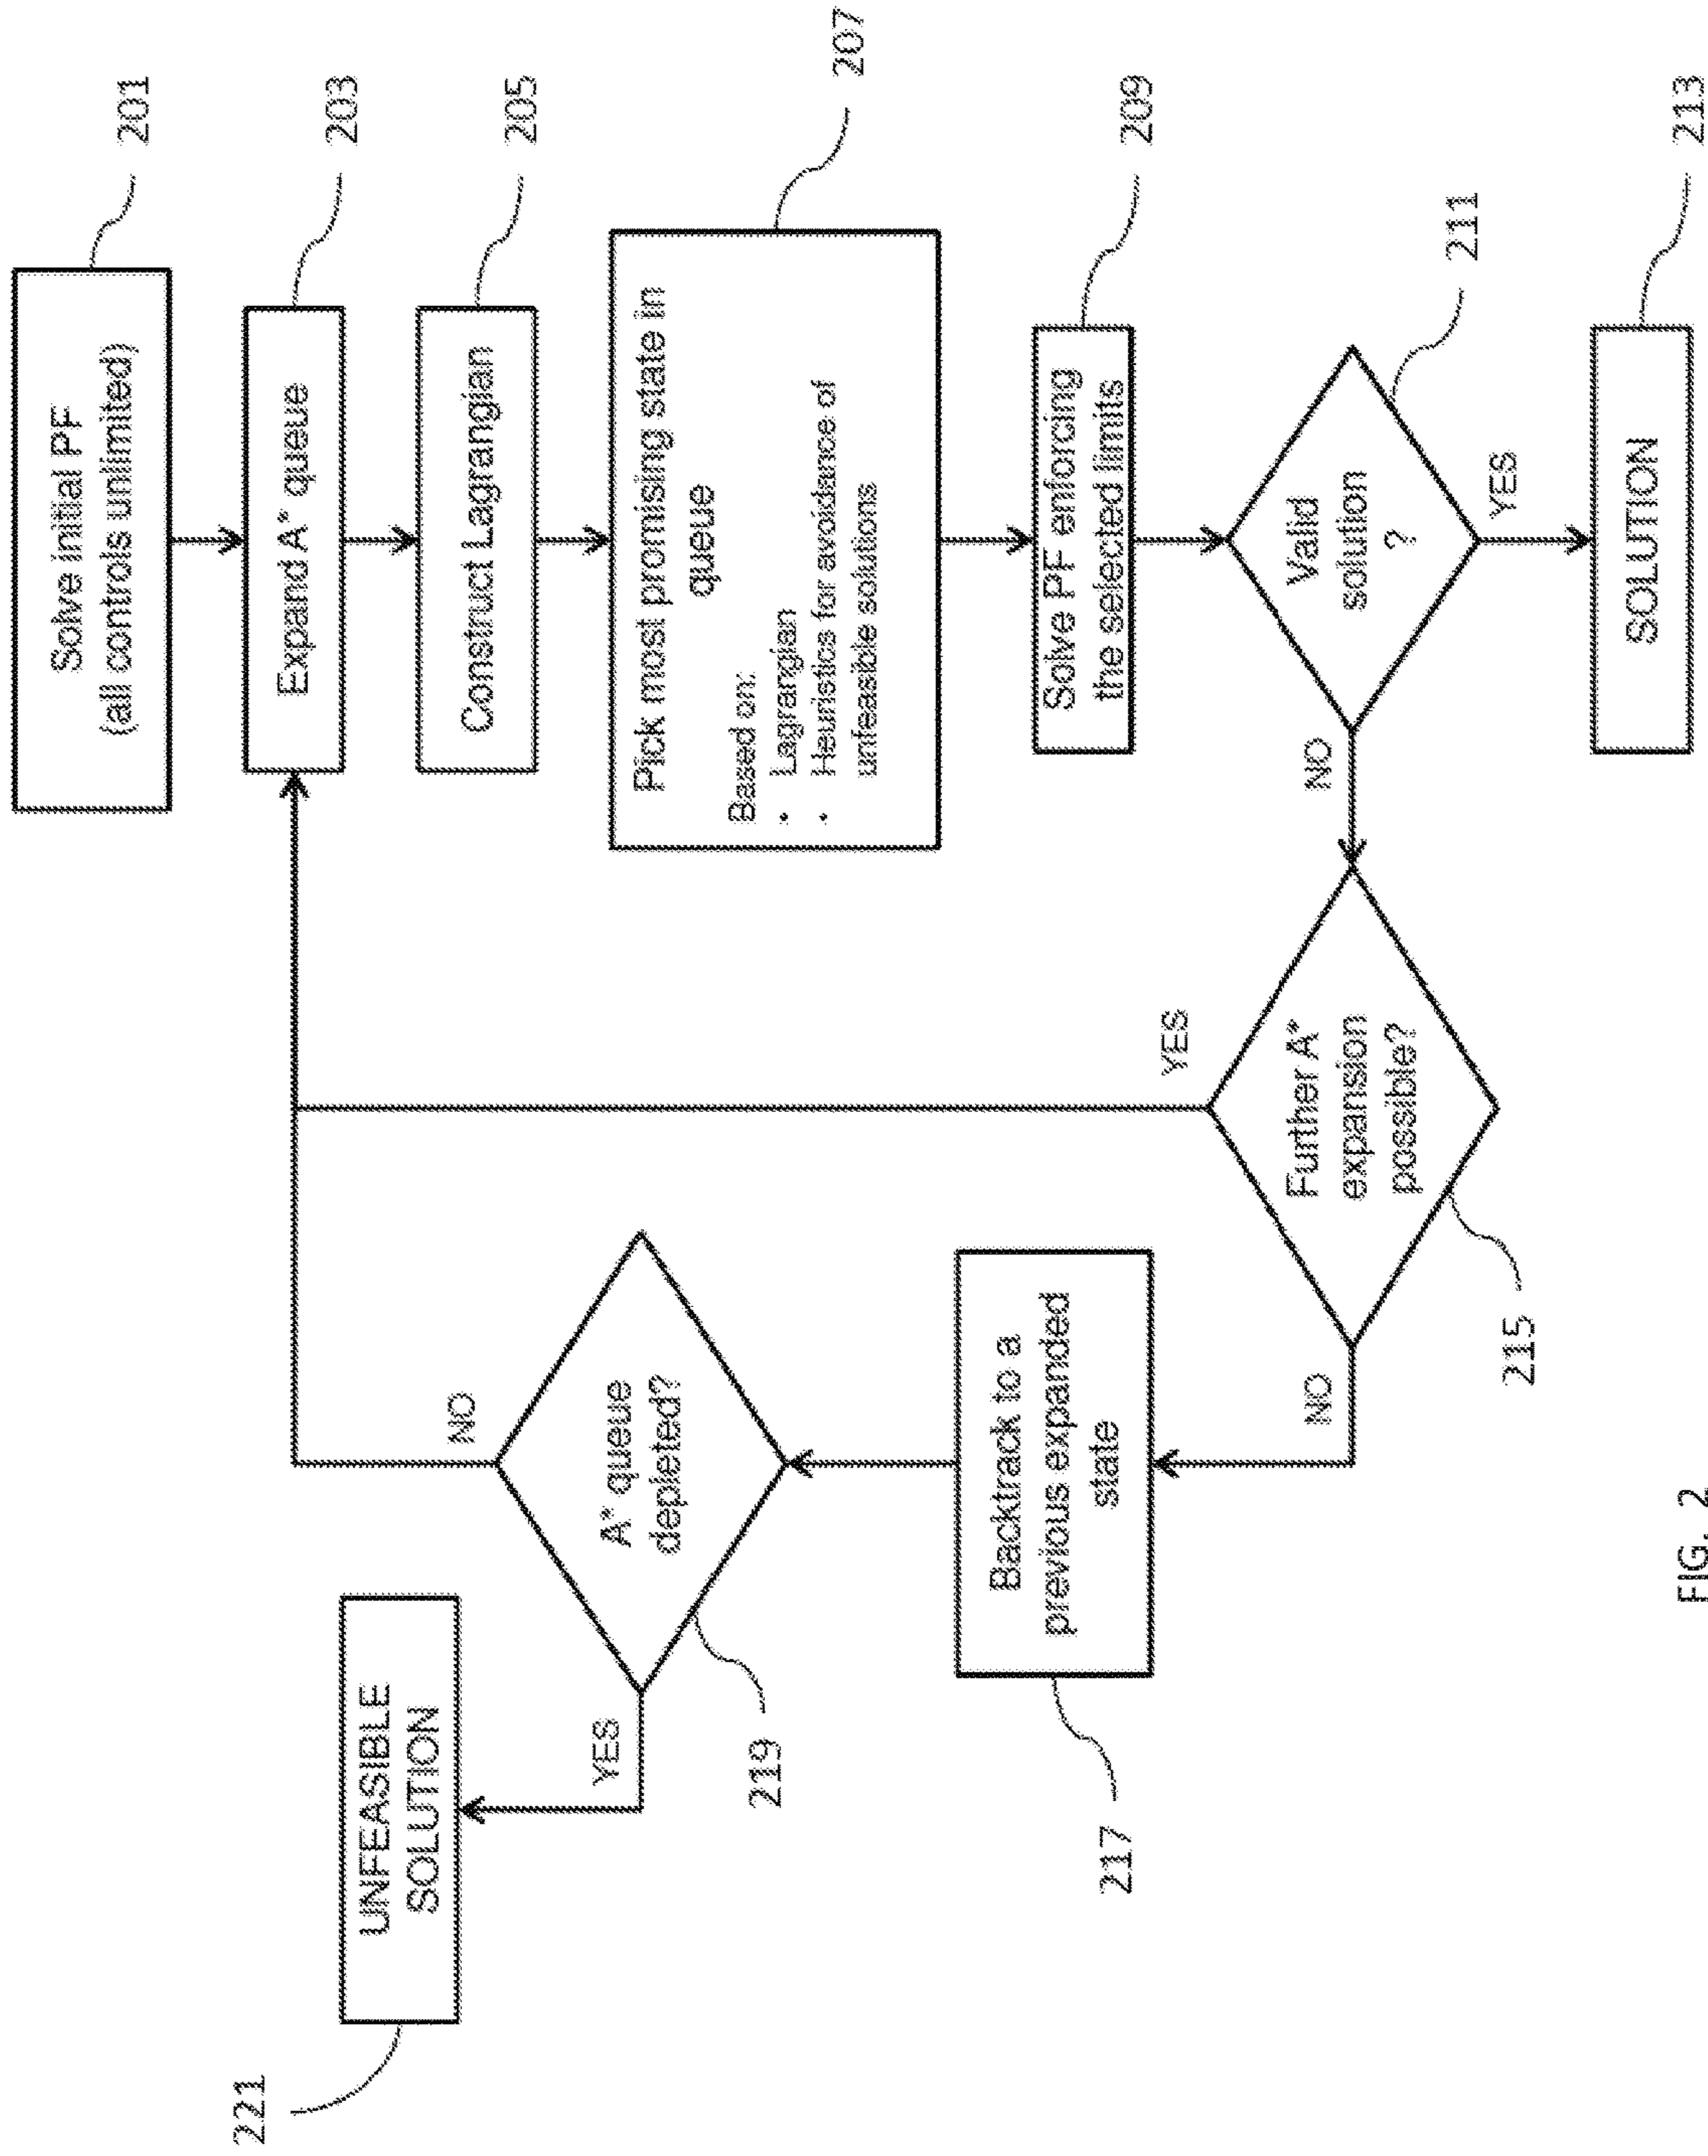 Solve initial PF
(all controls unlimited)
201
Expand A* queue
203
Construct Lagrangian
205
Pick most promising state in
queue
Based on:
• Lagrangian
• Heuristics for avoidance of
unfeasible solutions
207
Solve PF enforcing
the selected limits
209
Valid
solution
?
211
YES
SOLUTION
213
NO
Further A*
expansion
possible?
215
YES
NO
Backtrack to a
previous expanded
state
217
A* queue
depleted?
219
NO
YES
UNFEASIBLE
SOLUTION
221
FIG. 2